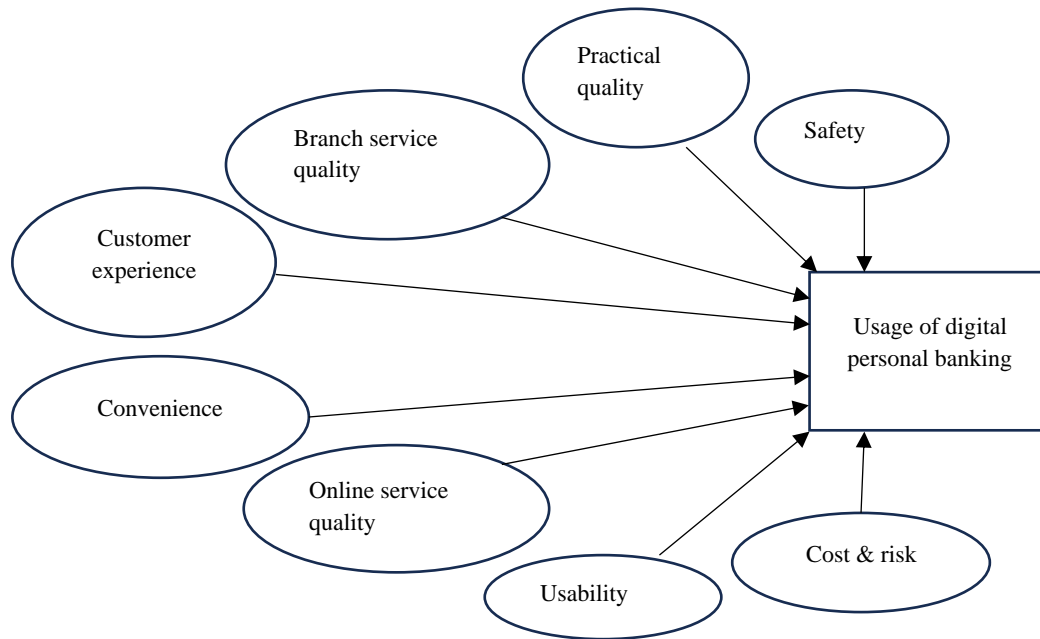 Practical
quality
Safety
Branch service
quality
Customer
experience
Usage of digital
personal banking
Convenience
Online service
quality
Cost & risk
Usability